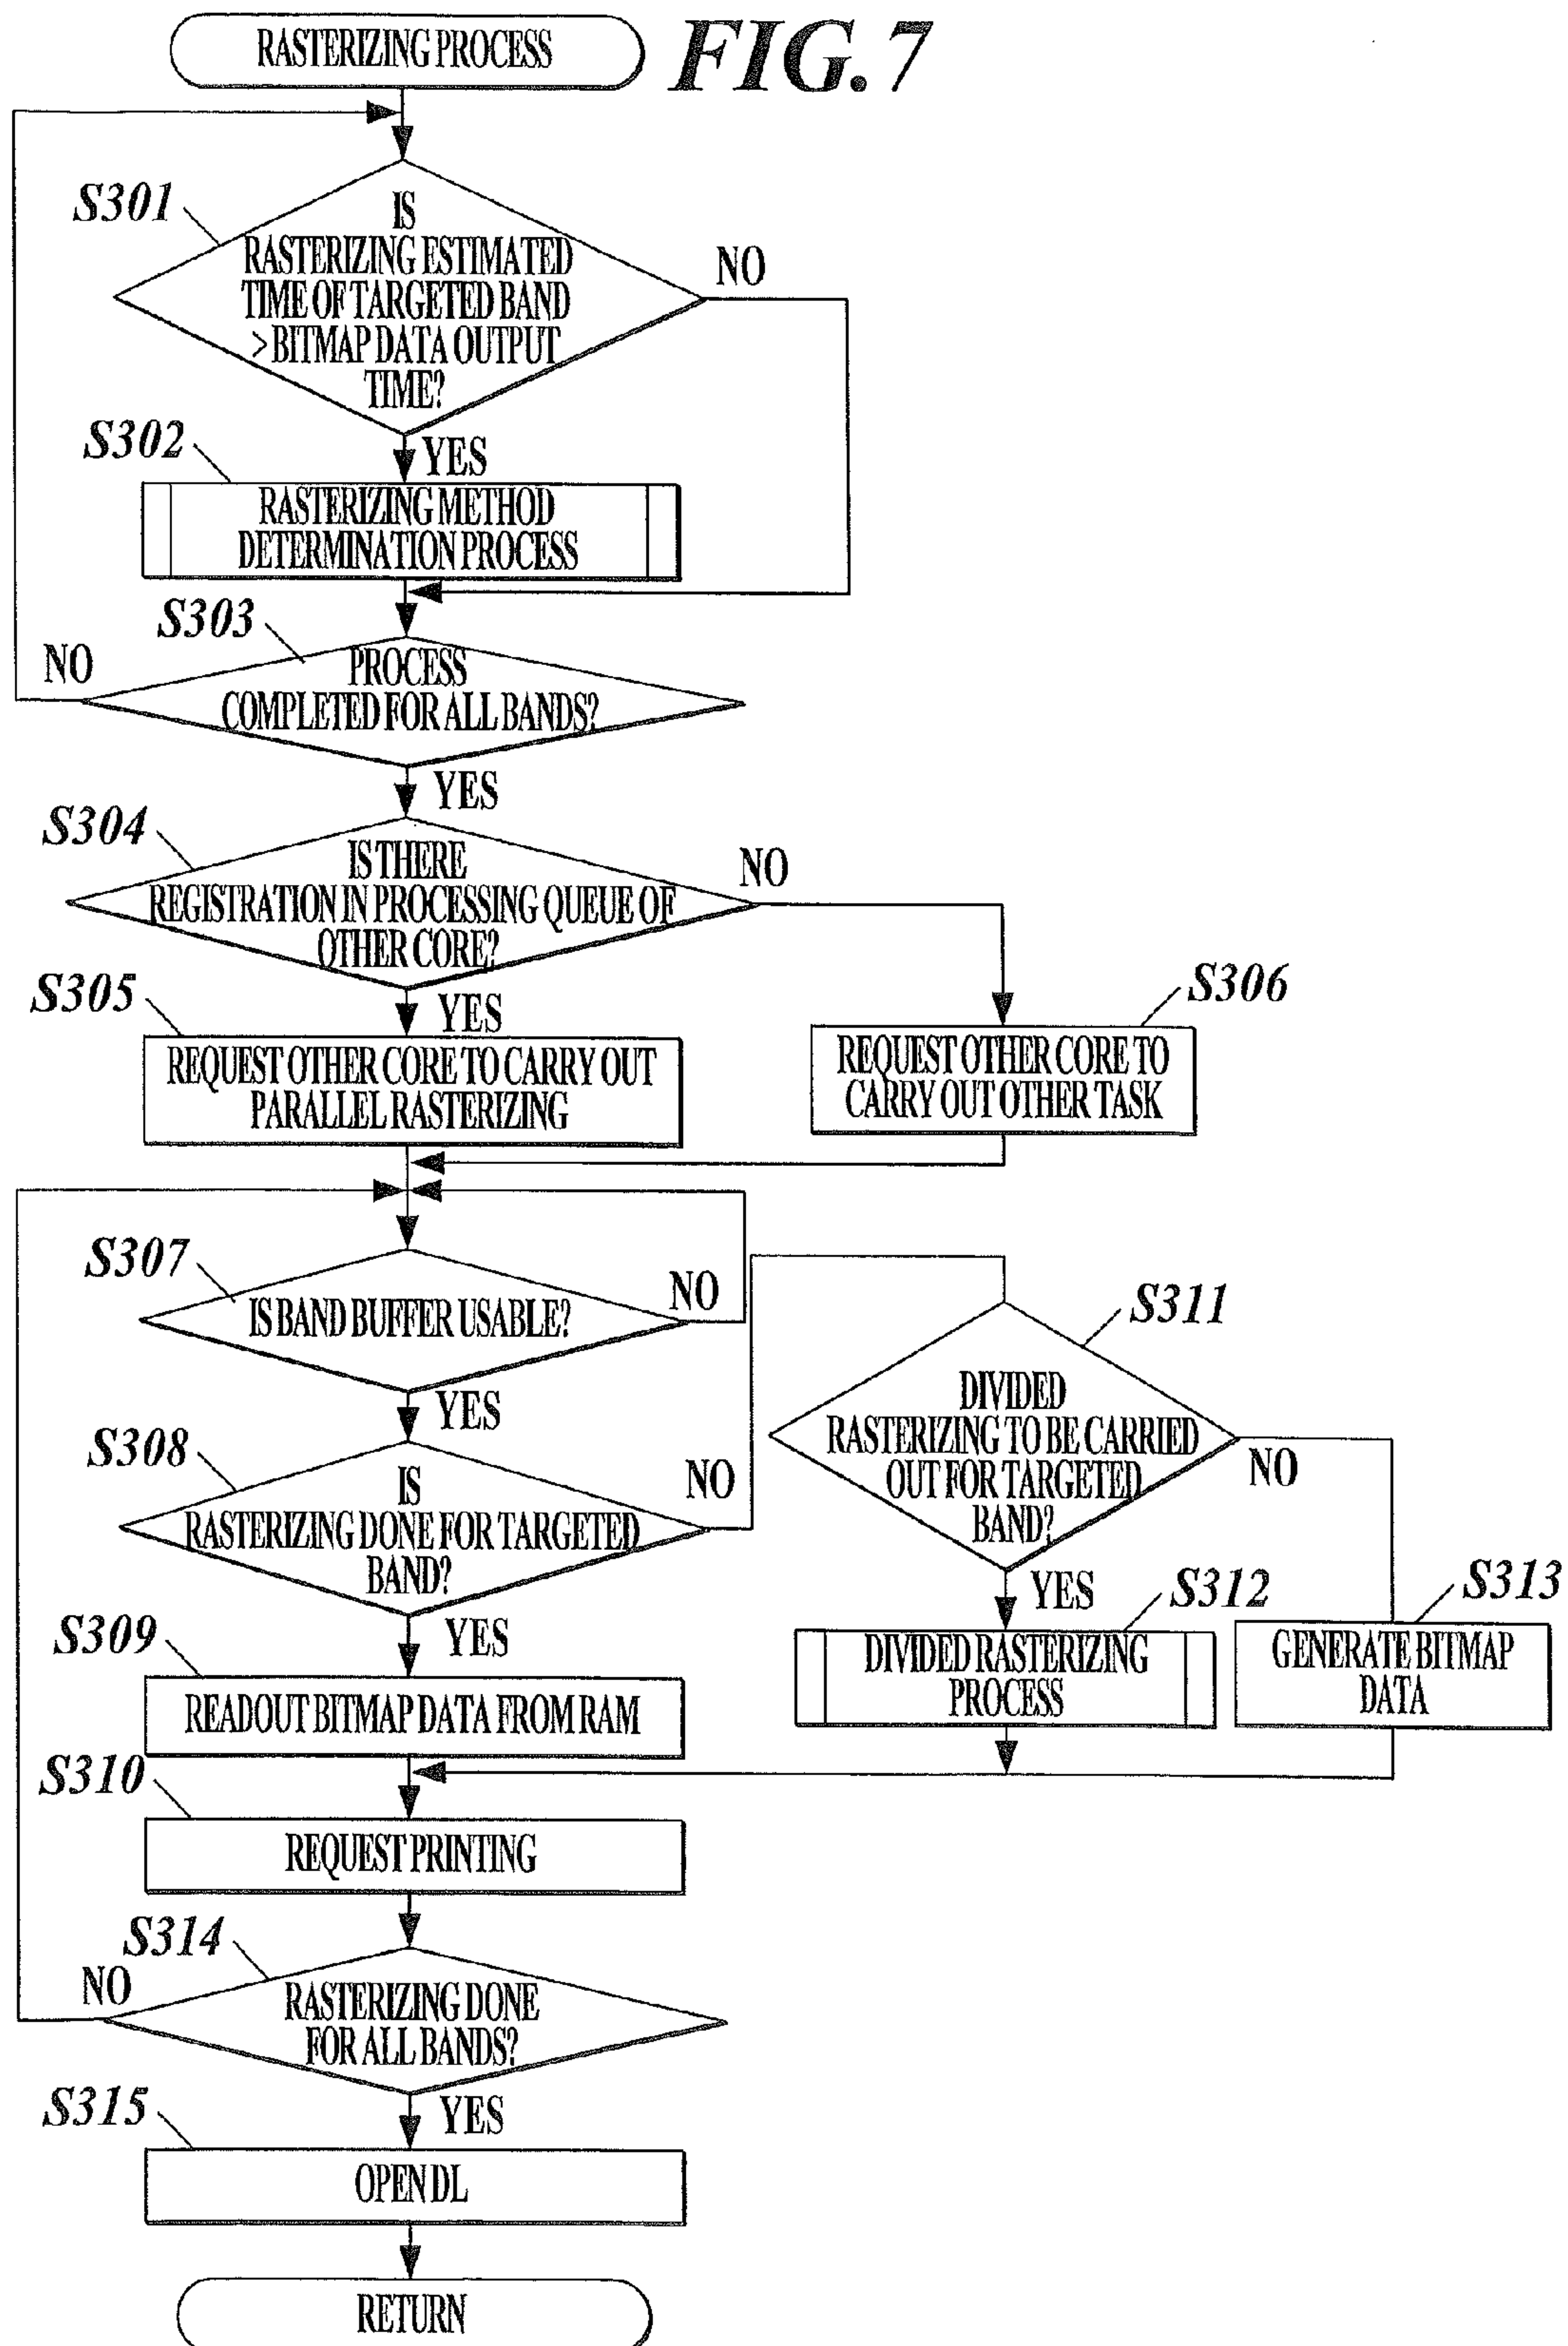 RASTERIZING PROCESS
FIG.7
S301
IS
RASTERIZING ESTIMATED
TIME OF TARGETED BAND
>BITMAP DATA OUTPUT
TIME?
NO
YES
S302
RASTERIZING METHOD
DETERMINATION PROCESS
S303
NO
PROCESS
COMPLETED FOR ALL BANDS?
YES
S304
IS THERE
REGISTRATION IN PROCESSING QUEUE OF
OTHER CORE?
NO
YES
S305
REQUEST OTHER CORE TO CARRY OUT
PARALLEL RASTERIZING
S306
REQUEST OTHER CORE TO
CARRY OUT OTHER TASK
S307
IS BAND BUFFER USABLE?
NO
YES
S308
IS
RASTERIZING DONE FOR TARGETED
BAND?
NO
YES
S311
DIVIDED
RASTERIZING TO BE CARRIED
OUT FOR TARGETED
BAND?
NO
YES
S312
DIVIDED RASTERIZING
PROCESS
S313
GENERATE BITMAP
DATA
S309
READOUT BITMAP DATA FROM RAM
S310
REQUEST PRINTING
S314
NO
RASTERIZING DONE
FOR ALL BANDS?
YES
S315
OPEN DL
RETURN